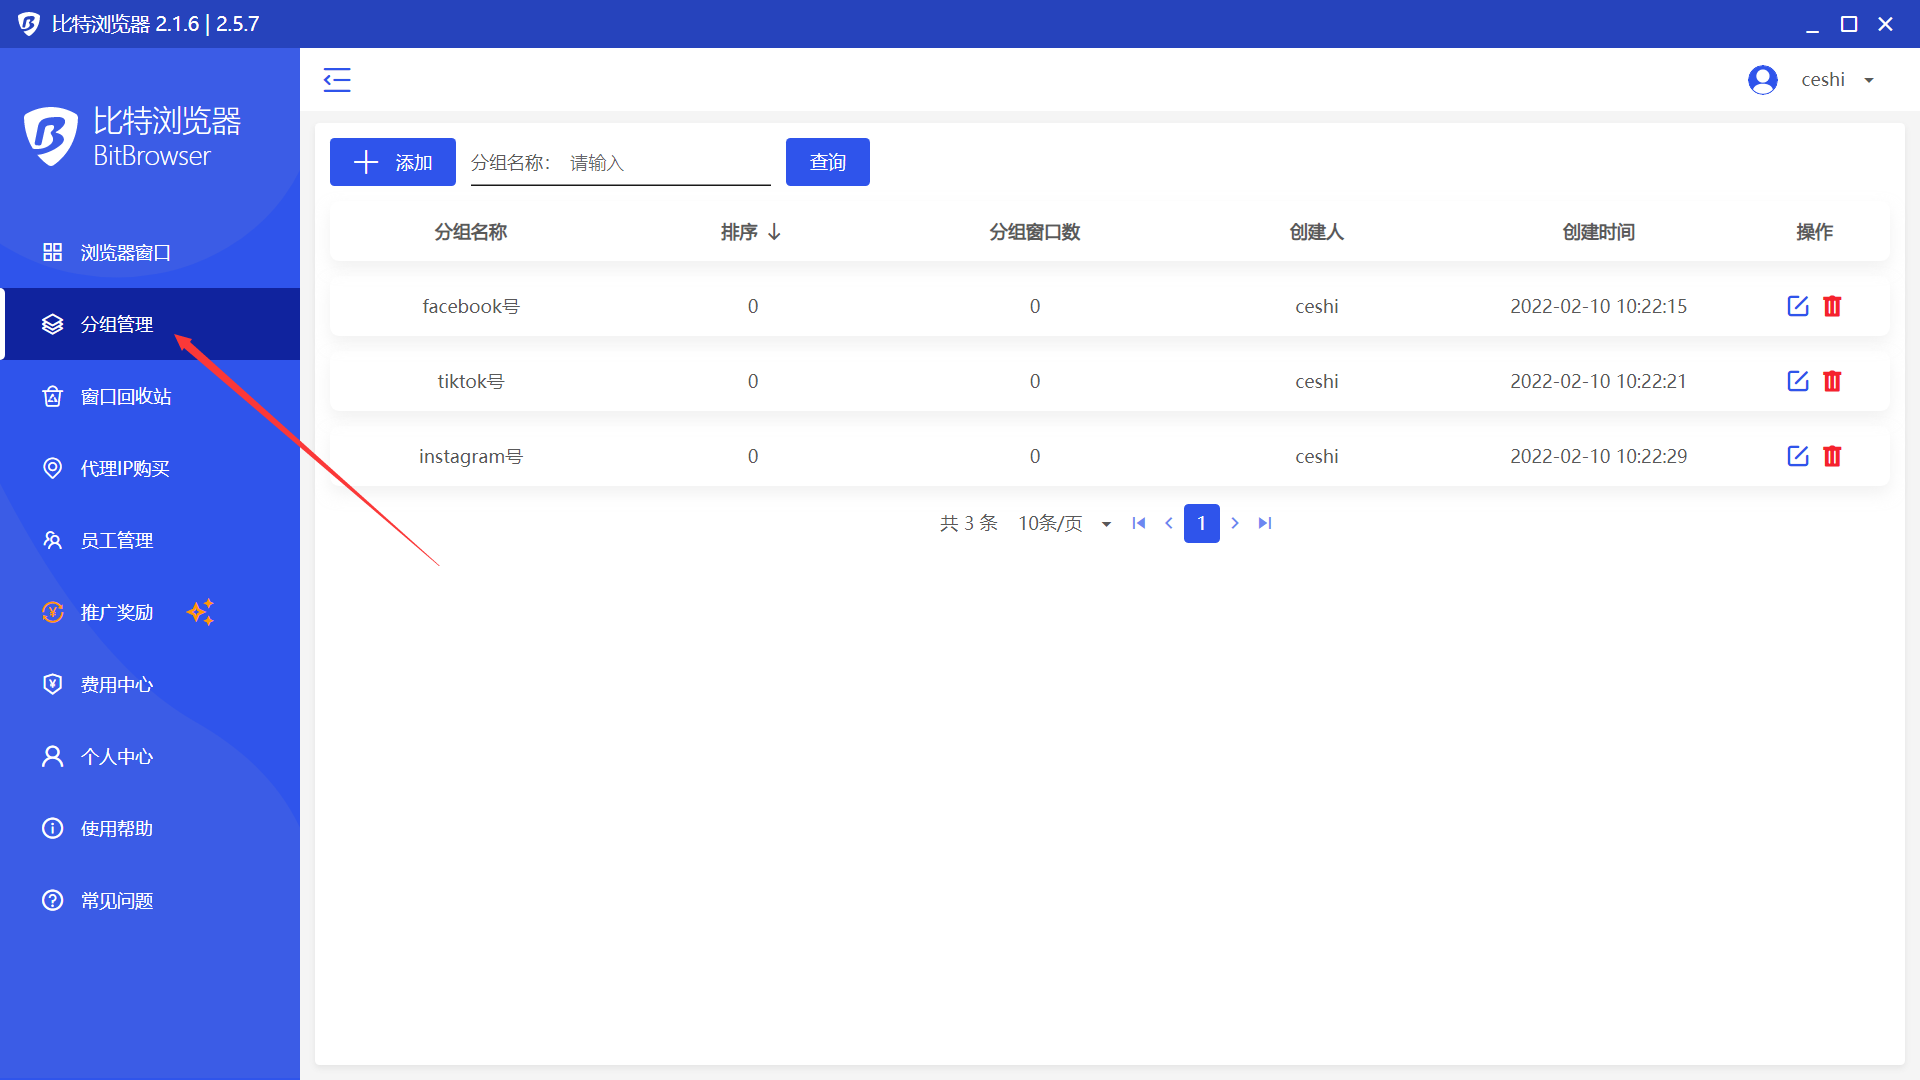 比特浏览器 2.1.6 | 2.5.7
比特浏览器
BitBrowser
浏览器窗口
分组管理
窗口回收站
代理IP购买
员工管理
推广奖励
费用中心
个人中心
使用帮助
常见问题
ceshi
添加 分组名称： 请输入 查询
分组名称 排序 分组窗口数 创建人 创建时间 操作
facebook号 0 0 ceshi 2022-02-10 10:22:15
tiktok号 0 0 ceshi 2022-02-10 10:22:21
instagram号 0 0 ceshi 2022-02-10 10:22:29
共 3 条 10条/页 1